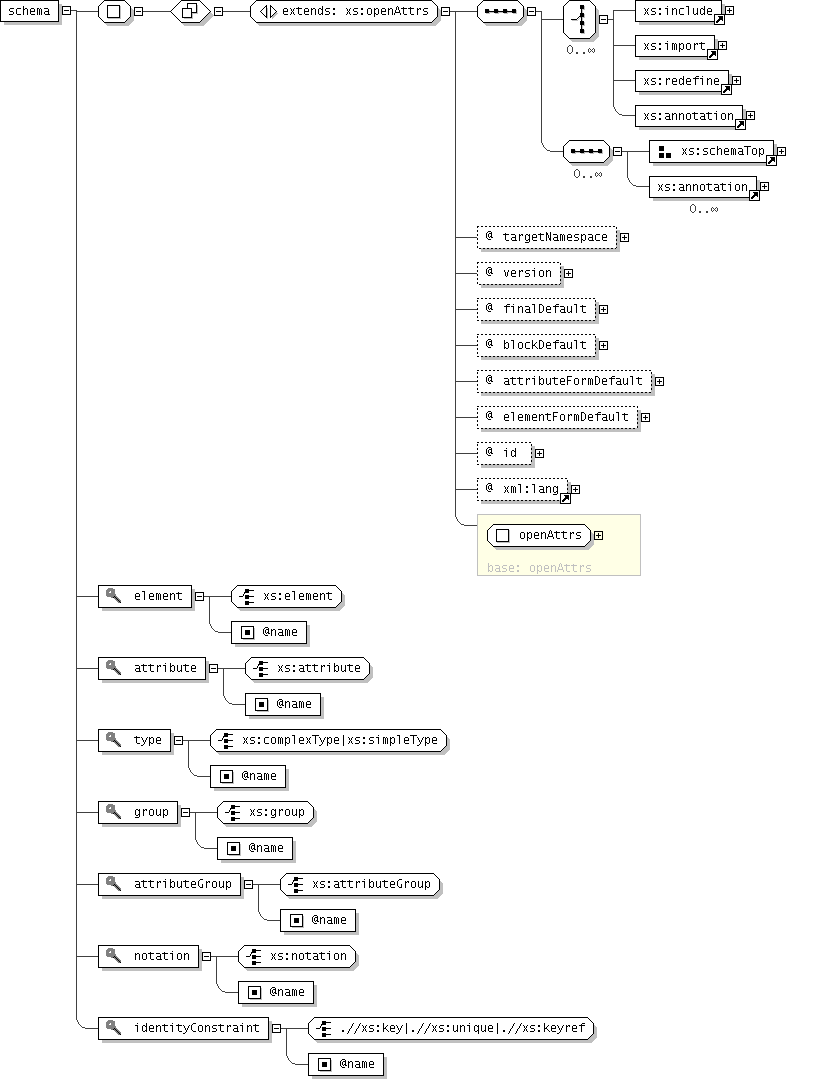 schema
extends: xs:openAttrs
0..∞
xs:include
xs:import
xs:redefine
xs:annotation
0..∞
xs:schemaTop
xs:annotation
0..∞
@ targetNamespace
@ version
@ finalDefault
@ blockDefault
@ attributeFormDefault
@ elementFormDefault
@ id
@ xml:lang
openAttrs
base: openAttrs
element
xs:element
@name
attribute
xs:attribute
@name
type
xs:complexType|xs:simpleType
@name
group
xs:group
@name
attributeGroup
xs:attributeGroup
@name
notation
xs:notation
@name
identityConstraint
.//xs:key|.//xs:unique|.//xs:keyref
@name